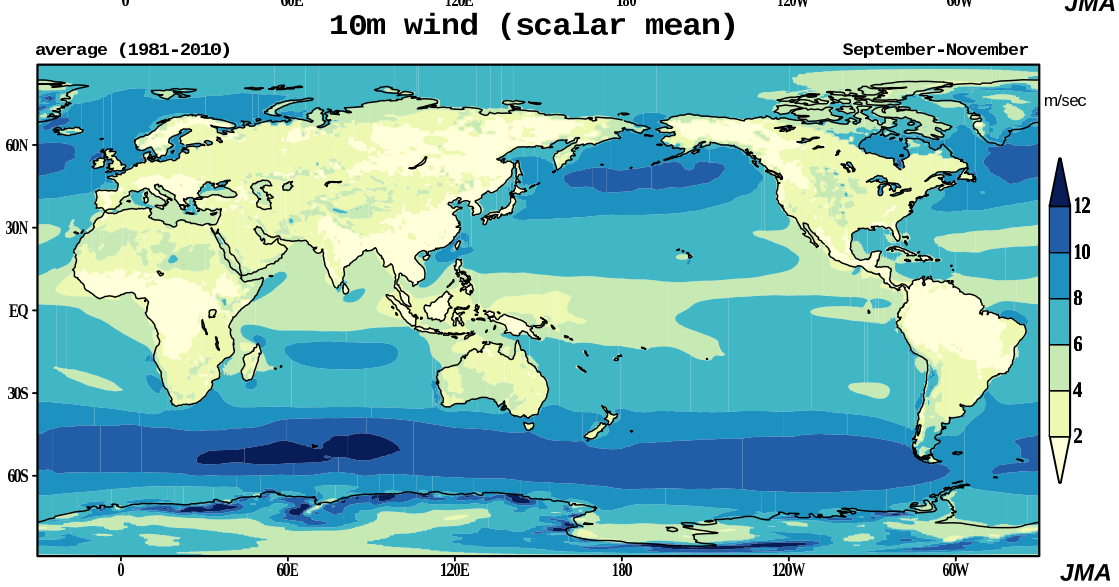 0 60E 120E 180 120W 60W JMA
10m wind (scalar mean)
average (1981-2010) September-November
m/sec
60N
30N
EQ
30S
60S
12
10
8
6
4
2
0 60E 120E 180 120W 60W
JMA